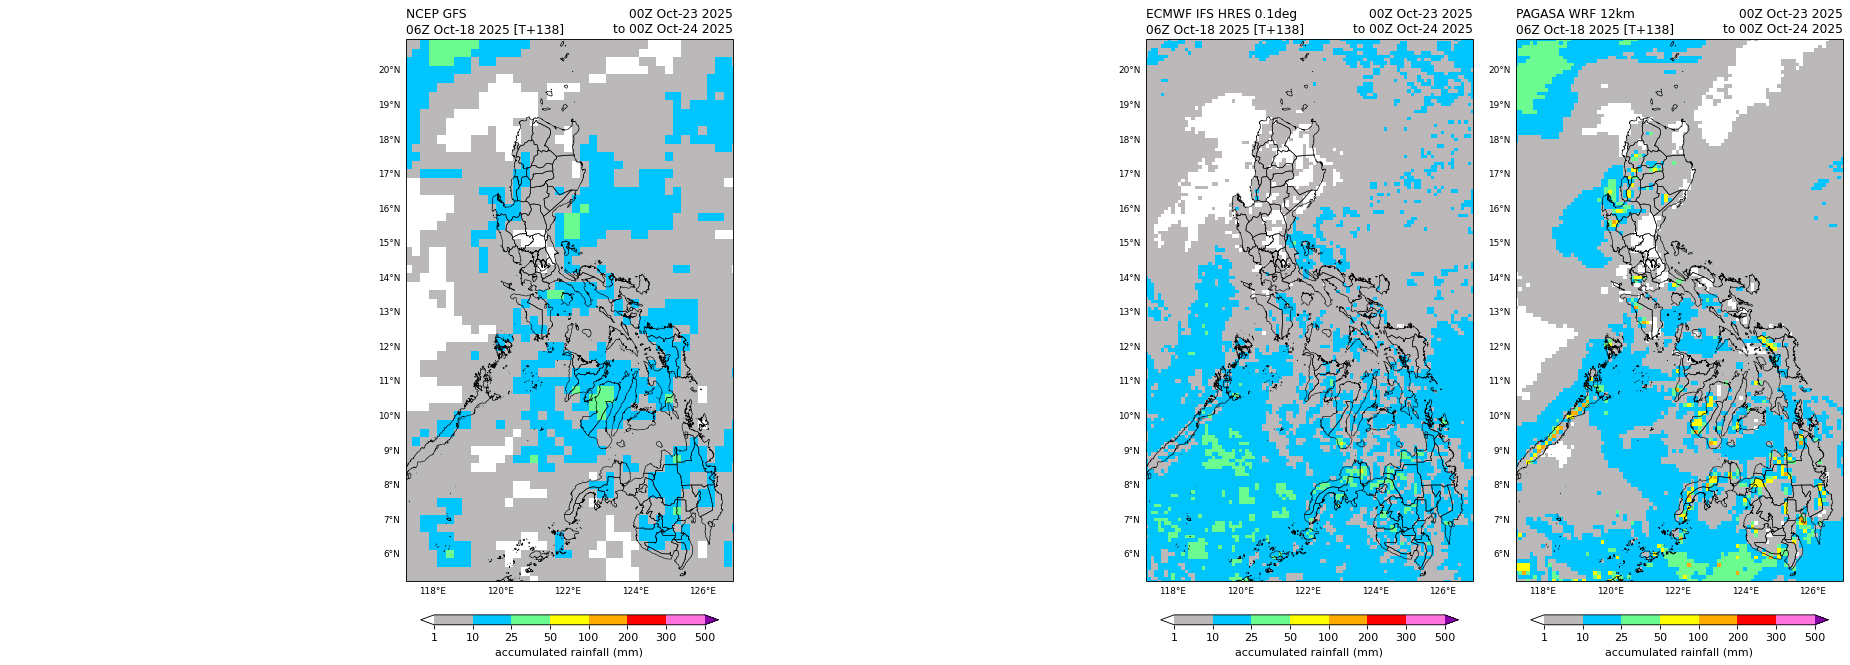 NCEP GFS 00Z Oct-23 2025
06Z Oct-18 2025 [T+138] to 00Z Oct-24 2025
20°N
19°N
18°N
17°N
16°N
15°N
14°N
13°N
12°N
11°N
10°N
9°N
8°N
7°N
6°N
118°E 120°E 122°E 124°E 126°E
1 10 25 50 100 200 300 500
accumulated rainfall (mm)
ECMWF IFS HRES 0.1deg 00Z Oct-23 2025
06Z Oct-18 2025 [T+138] to 00Z Oct-24 2025
20°N
19°N
18°N
17°N
16°N
15°N
14°N
13°N
12°N
11°N
10°N
9°N
8°N
7°N
6°N
118°E 120°E 122°E 124°E 126°E
1 10 25 50 100 200 300 500
accumulated rainfall (mm)
PAGASA WRF 12km 00Z Oct-23 2025
06Z Oct-18 2025 [T+138] to 00Z Oct-24 2025
20°N
19°N
18°N
17°N
16°N
15°N
14°N
13°N
12°N
11°N
10°N
9°N
8°N
7°N
6°N
118°E 120°E 122°E 124°E 126°E
1 10 25 50 100 200 300 500
accumulated rainfall (mm)